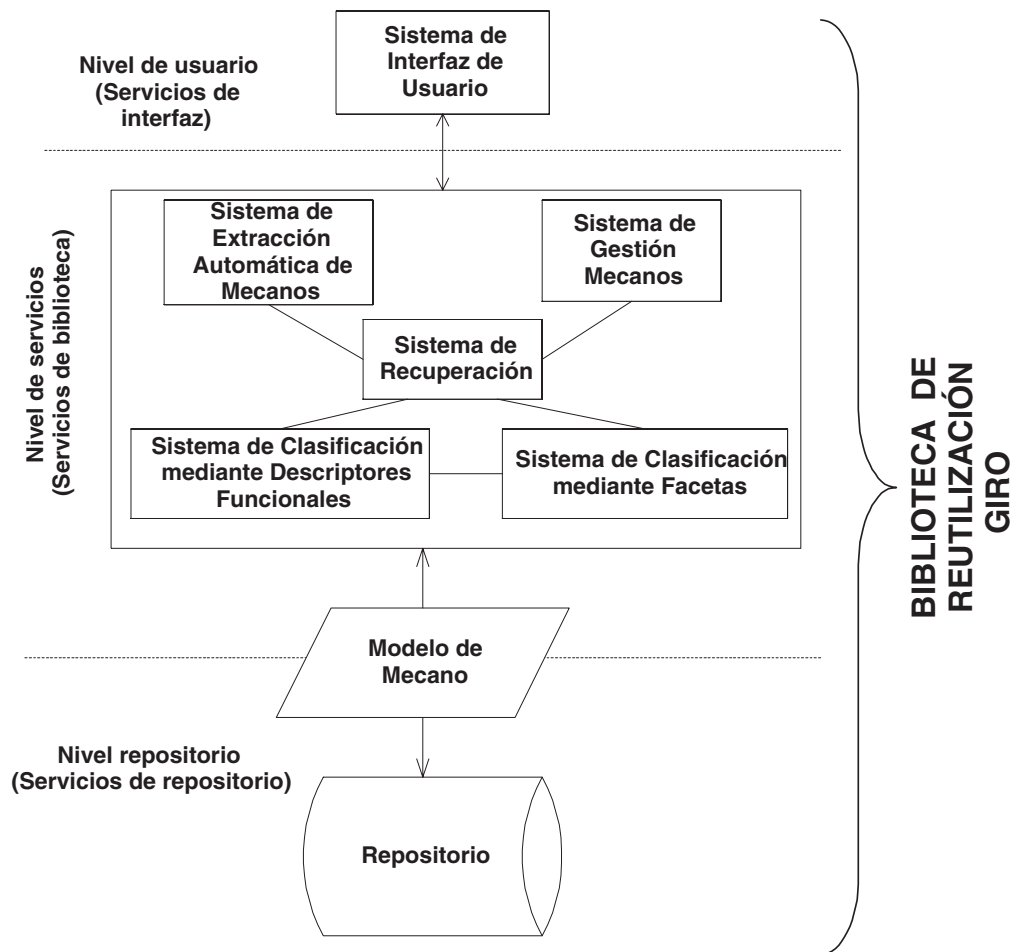 Sistema de
Interfaz de
Usuario
Nivel de usuario
(Servicios de
interfaz)
Nivel de servicios
(Servicios de biblioteca)
Sistema de
Extracción
Automática de
Mecanos
Sistema de
Gestión
Mecanos
Sistema de
Recuperación
Sistema de Clasificación
mediante Descriptores
Funcionales
Sistema de Clasificación
mediante Facetas
Modelo de
Mecano
Nivel repositorio
(Servicios de repositorio)
Repositorio
BIBLIOTECA DE
REUTILIZACIÓN
GIRO